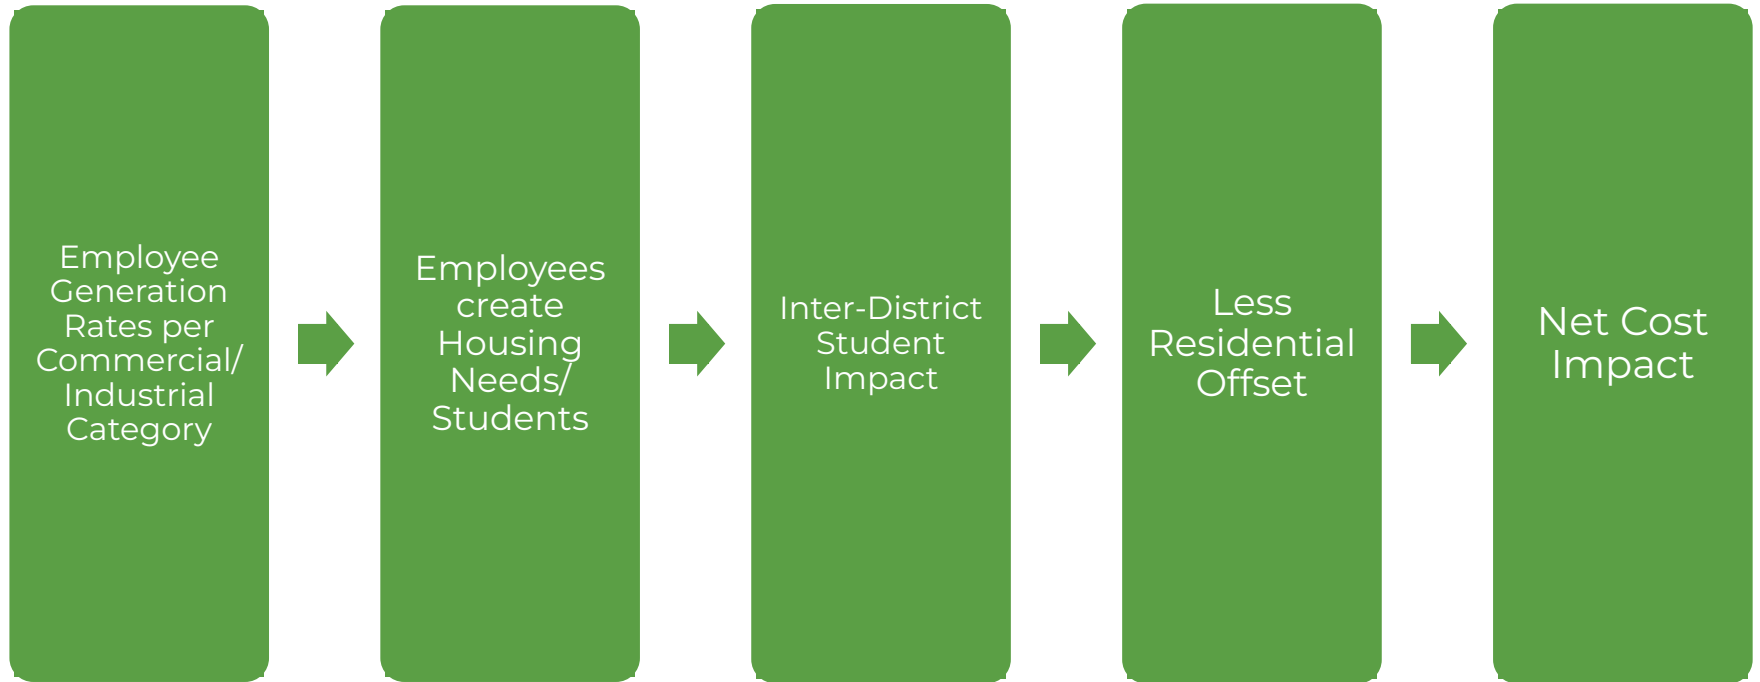 Employee
Generation
Rates per
Commercial/
Industrial
Category
Employees
create
Housing
Needs/
Students
Inter-District
Student
Impact
Less
Residential
Offset
Net Cost
Impact